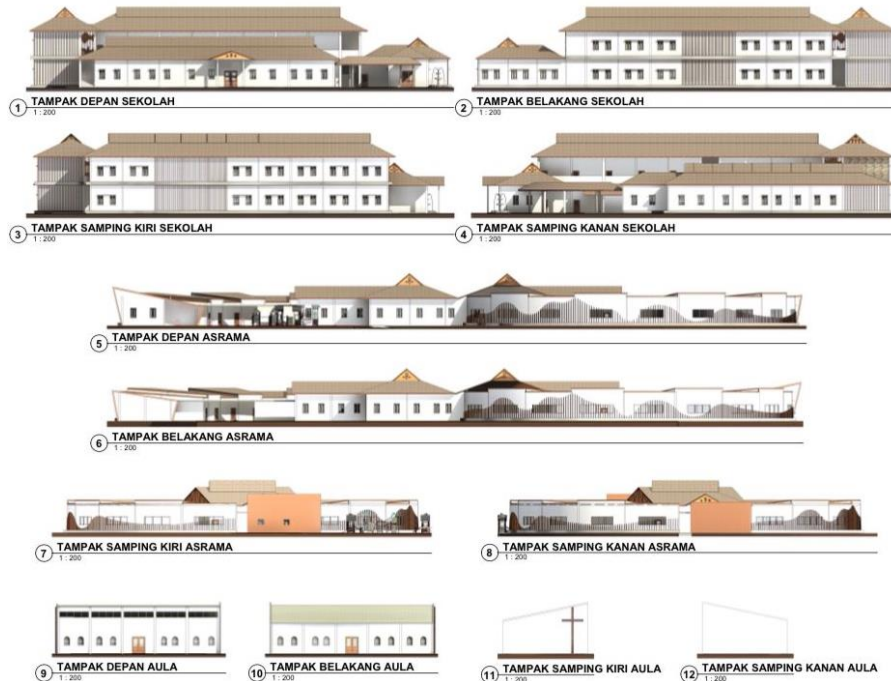 1 TAMPAK DEPAN SEKOLAH
1 : 200
2 TAMPAK BELAKANG SEKOLAH
1 : 200
3 TAMPAK SAMPING KIRI SEKOLAH
1 : 200
4 TAMPAK SAMPING KANAN SEKOLAH
1 : 200
5 TAMPAK DEPAN ASRAMA
1 : 200
6 TAMPAK BELAKANG ASRAMA
1 : 200
7 TAMPAK SAMPING KIRI ASRAMA
1 : 200
8 TAMPAK SAMPING KANAN ASRAMA
1 : 200
9 TAMPAK DEPAN AULA
1 : 200
10 TAMPAK BELAKANG AULA
1 : 200
11 TAMPAK SAMPING KIRI AULA
1 : 200
12 TAMPAK SAMPING KANAN AULA
1 : 200